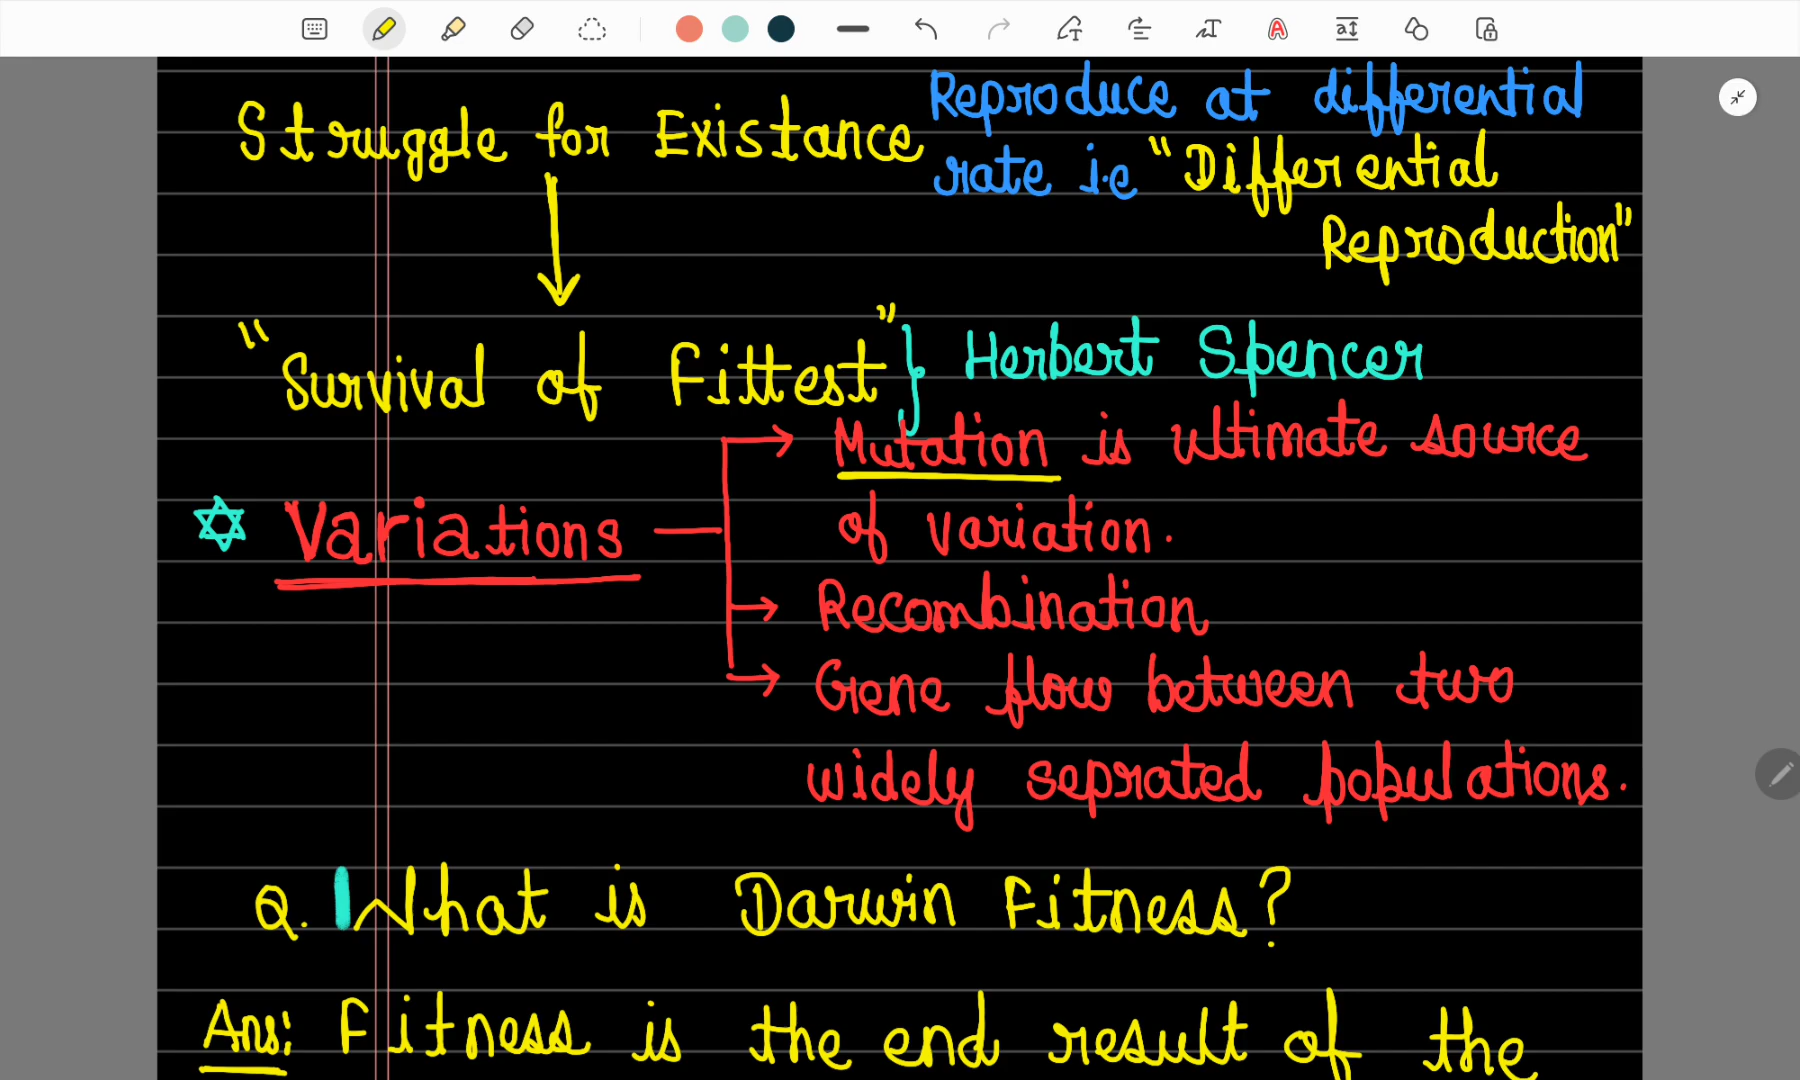 Reproduce at differential
Struggle for Existance
rate i.e "Differential
Reproduction"
"Survival of Fittest" } Herbert Spencer
Mutation is ultimate source
Variations
of variation.
Recombination
Gene flow between two
widely seprated populations.
Q. What is Darwin Fitness?
Ans: Fitness is the end result of the